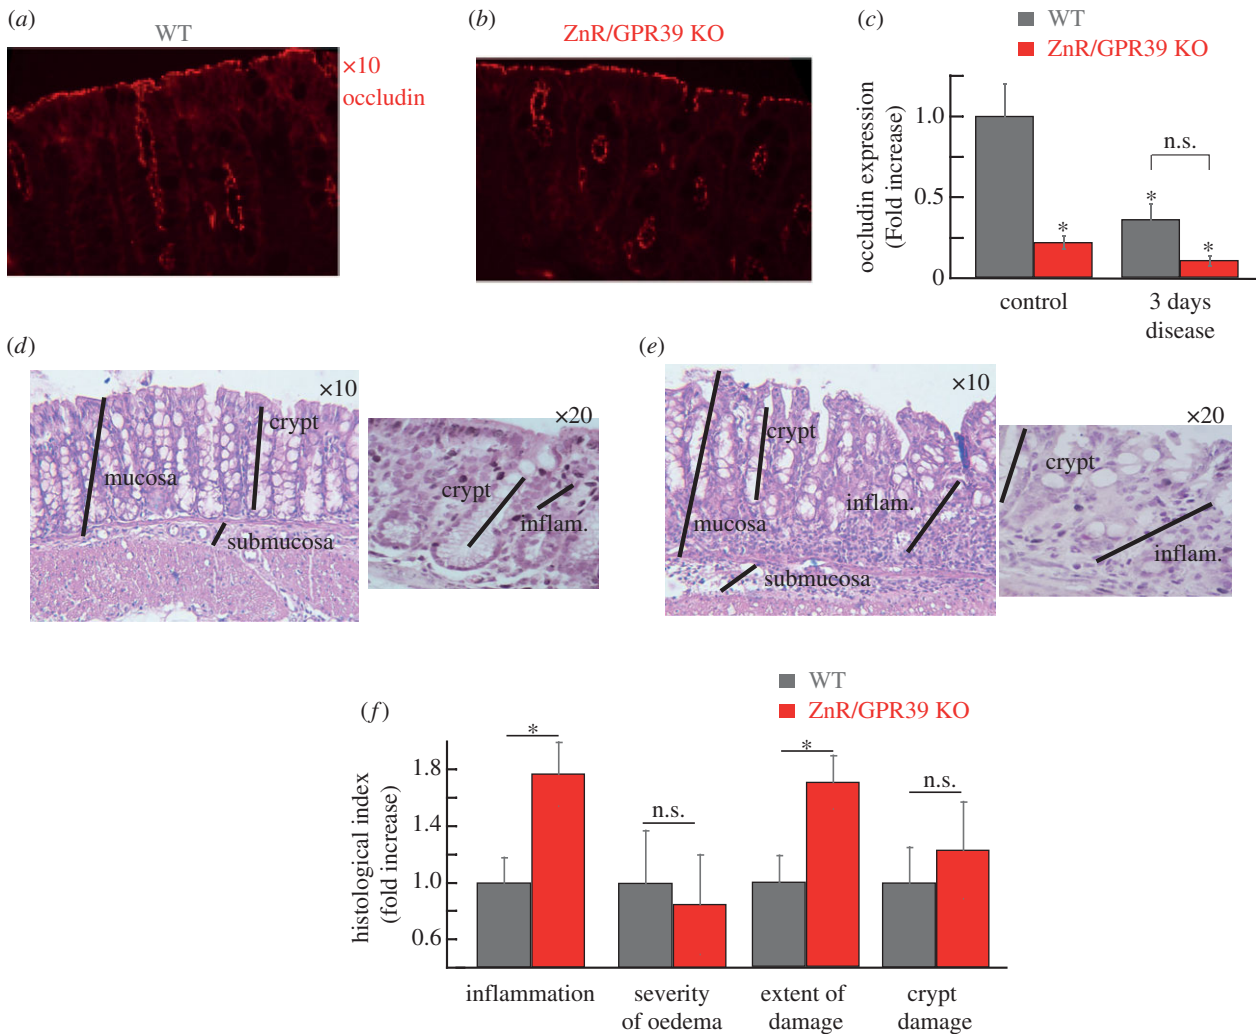 (a)
WT
×10
occludin
(b)
ZnR/GPR39 KO
(c)
WT
ZnR/GPR39 KO
occludin expression
(Fold increase)
1.0
0.5
0
*
n.s.
*
*
control
3 days
disease
(d)
×10
crypt
mucosa
submucosa
×20
crypt
inflam.
(e)
×10
crypt
inflam.
mucosa
submucosa
×20
crypt
inflam.
(f)
WT
ZnR/GPR39 KO
histological index
(fold increase)
1.8
1.4
1.0
0.6
*
n.s.
*
n.s.
inflammation
severity
of oedema
extent of
damage
crypt
damage